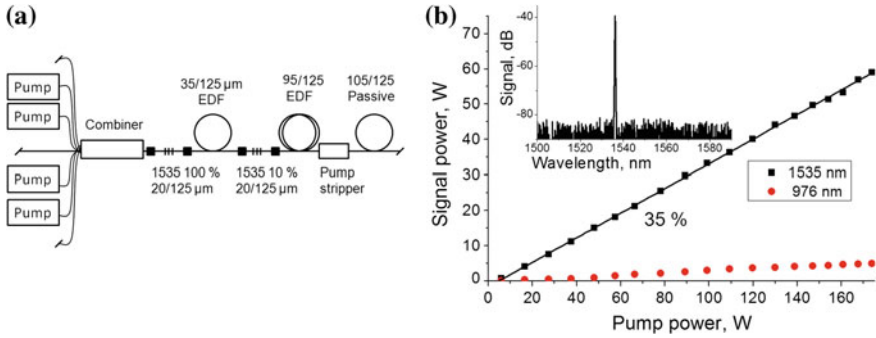 (a)
Pump
Pump
Pump
Pump
Combiner
35/125 µm
EDF
95/125
EDF
105/125
Passive
1535 100 %
20/125 µm
1535 10 %
20/125 µm
Pump
stripper
(b)
Signal power, W
70
60
50
40
30
20
10
0
0 20 40 60 80 100 120 140 160
Pump power, W
Signal, dB
-40
-60
-80
1500 1520 1540 1560 1580
Wavelength, nm
1535 nm
976 nm
35 %